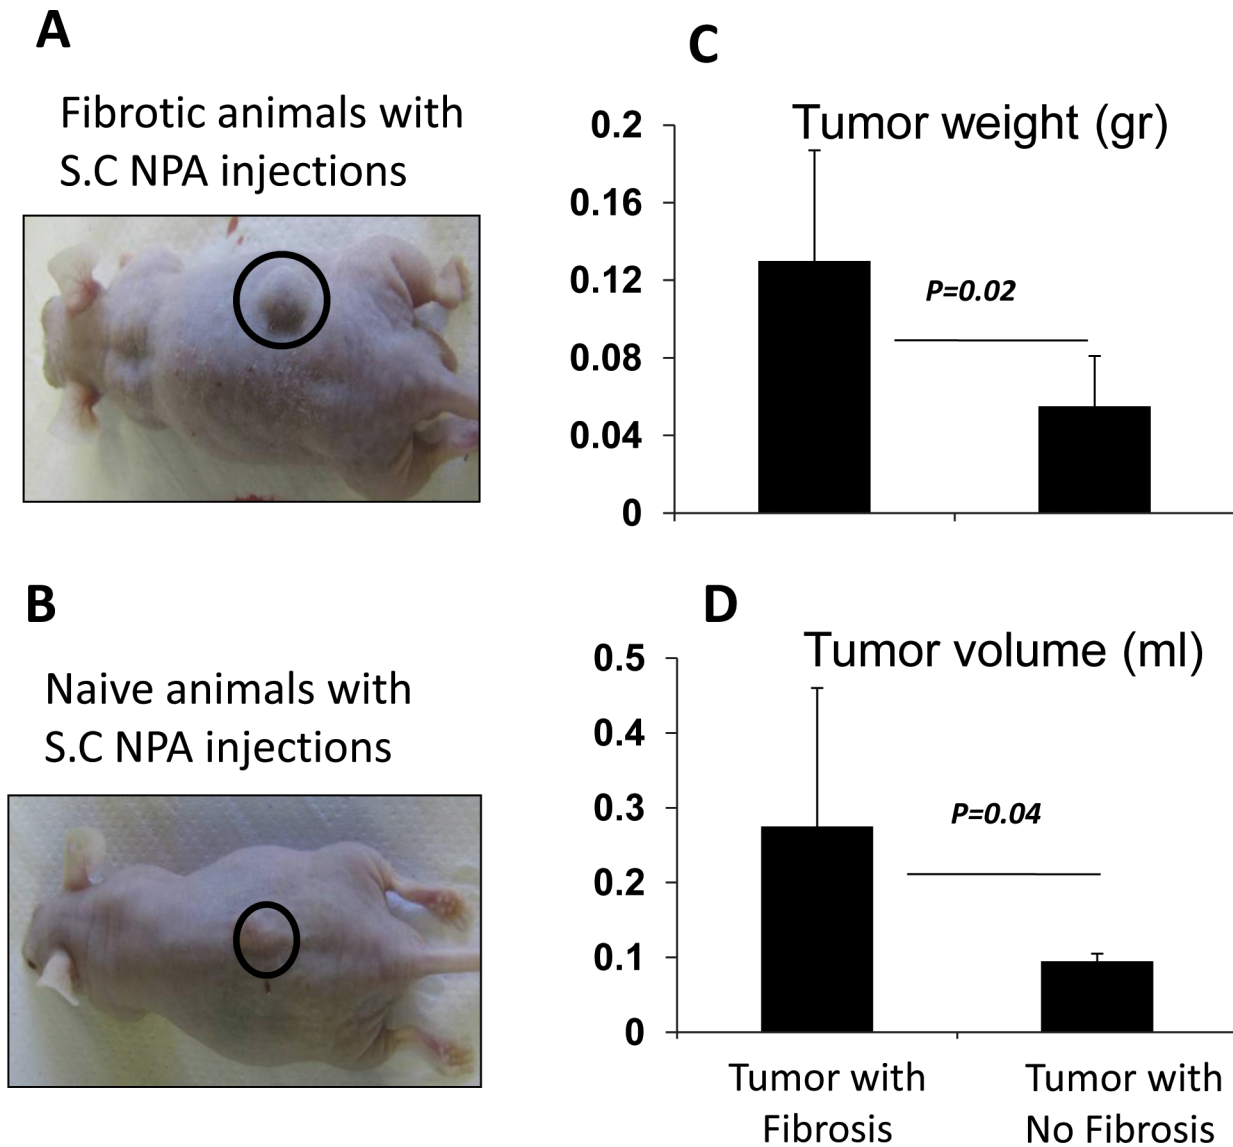 A
Fibrotic animals with
S.C NPA injections
B
Naive animals with
S.C NPA injections
C
Tumor weight (gr)
0.2
0.16
0.12
0.08
0.04
0
P=0.02
D
Tumor volume (ml)
0.5
0.4
0.3
0.2
0.1
0
P=0.04
Tumor with
Fibrosis
Tumor with
No Fibrosis